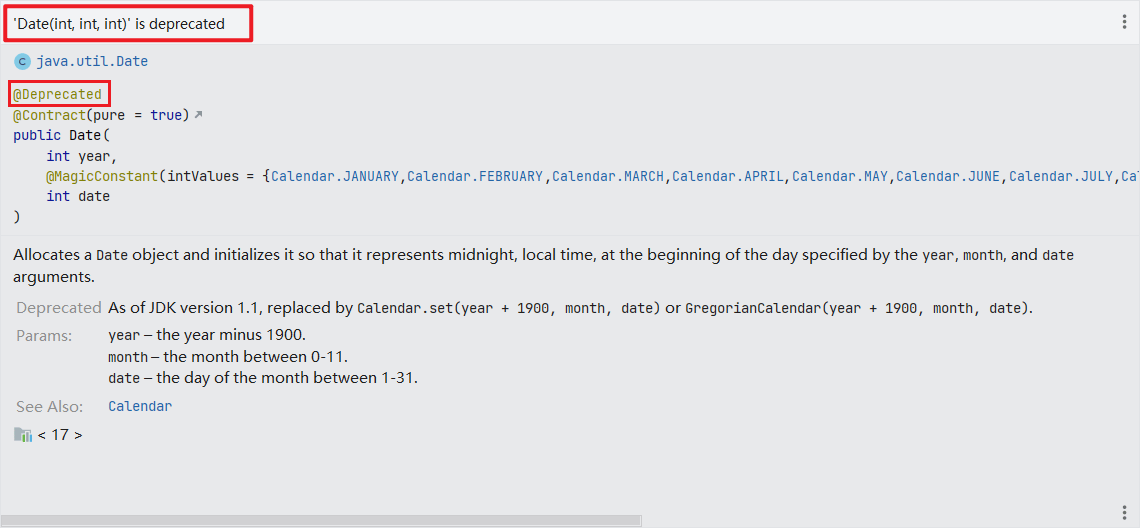 'Date(int, int, int)' is deprecated
C java.util.Date
@Deprecated
@Contract(pure = true)↗
public Date(
int year,
@MagicConstant(intValues = {Calendar.JANUARY,Calendar.FEBRUARY,Calendar.MARCH,Calendar.APRIL,Calendar.MAY,Calendar.JUNE,Calendar.JULY,Cal
int date
)
Allocates a Date object and initializes it so that it represents midnight, local time, at the beginning of the day specified by the year, month, and date
arguments.
Deprecated As of JDK version 1.1, replaced by Calendar.set(year + 1900, month, date) or GregorianCalendar(year + 1900, month, date).
Params: year – the year minus 1900.
month – the month between 0-11.
date – the day of the month between 1-31.
See Also: Calendar
< 17 >